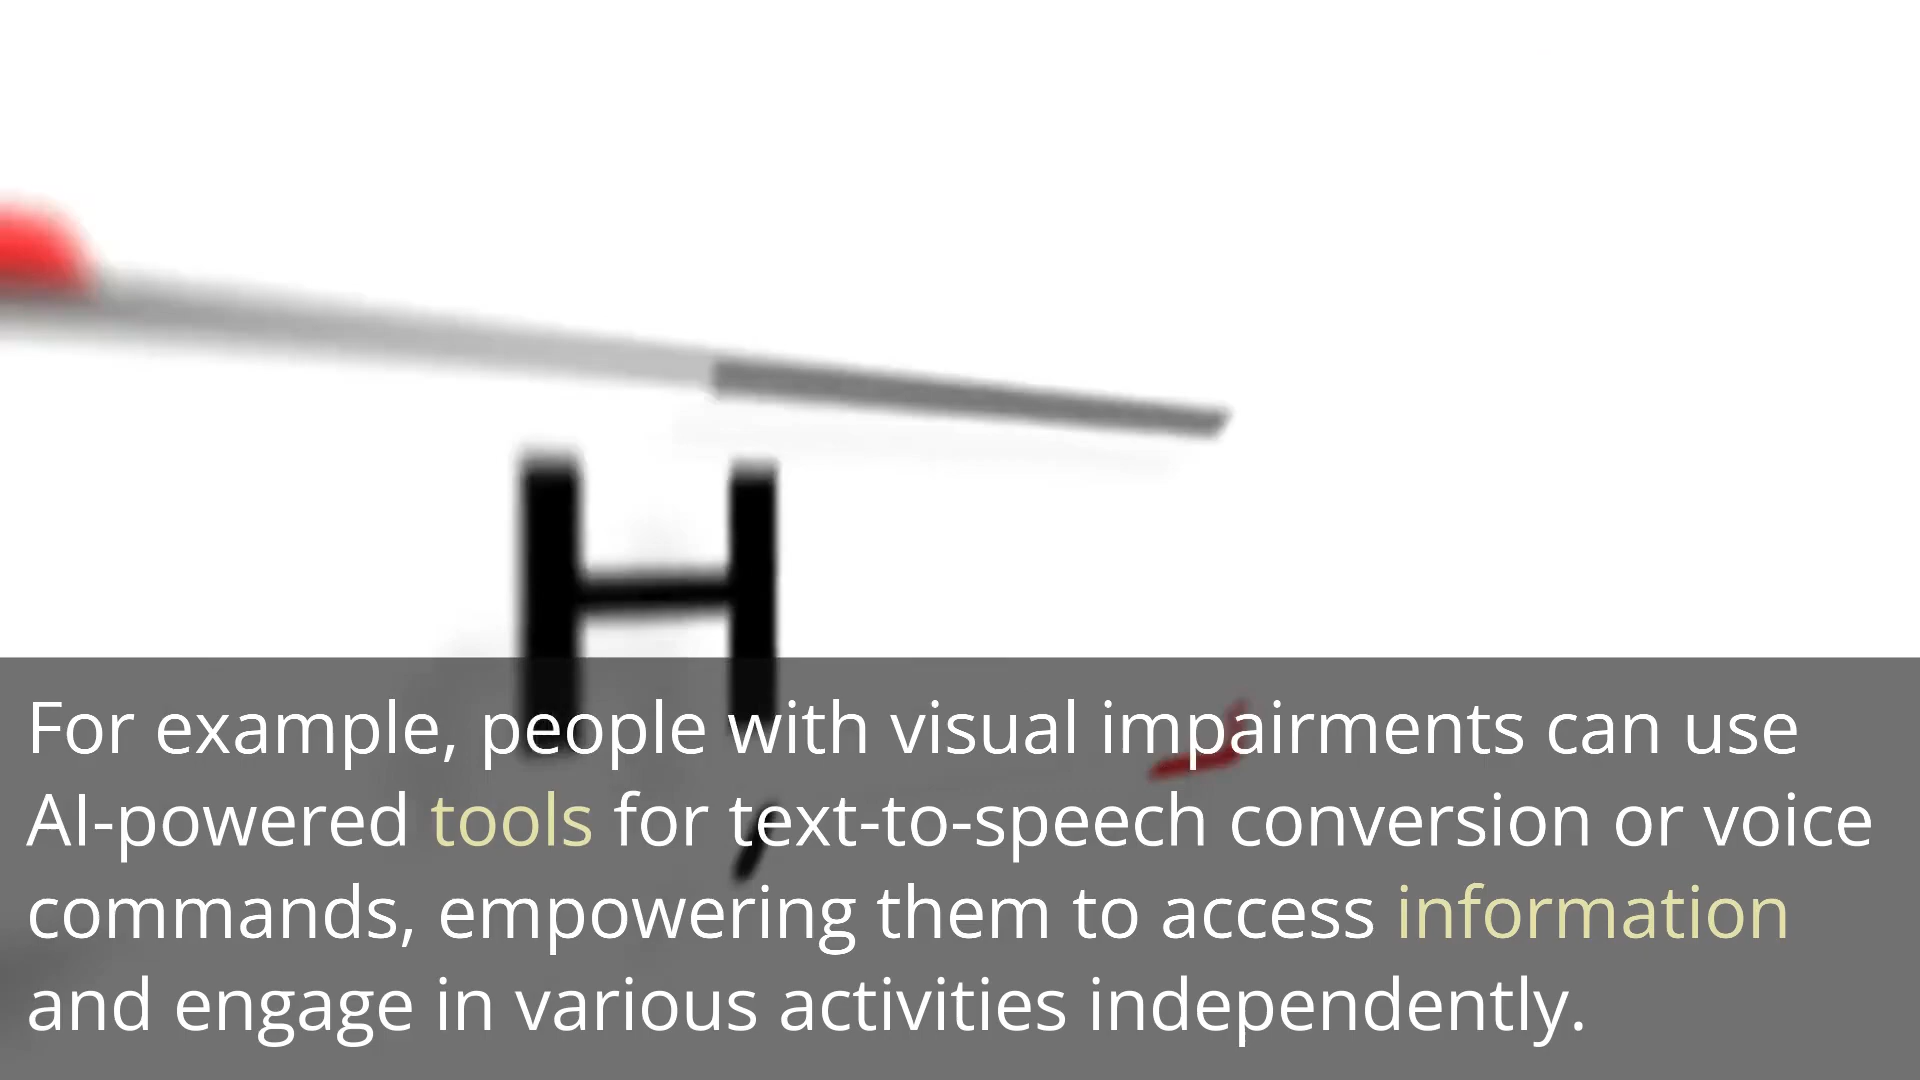 H
For example, people with visual impairments can use
AI-powered tools for text-to-speech conversion or voice
commands, empowering them to access information
and engage in various activities independently.